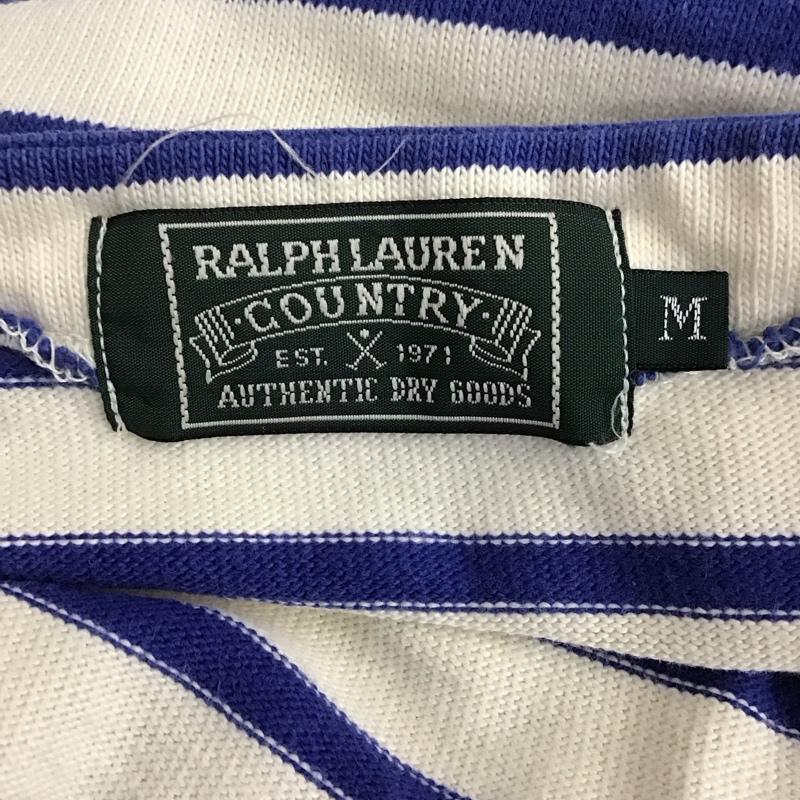 RALPH LAUREN
·COUNTRY·
EST. 1971
AUTHENTIC DRY GOODS
M